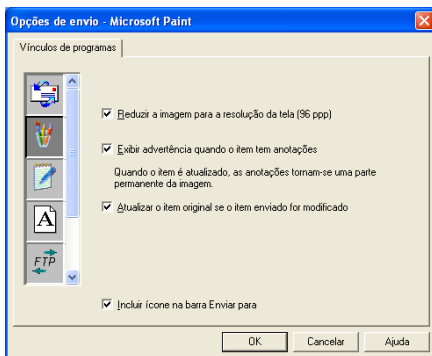 Opções de envio - Microsoft Paint
Vínculos de programas
Reduzir a imagem para a resolução da tela (96 ppp)
Exibir advertência quando o item tem anotações
Quando o item é atualizado, as anotações tornam-se uma parte
permanente da imagem.
Atualizar o item original se o item enviado for modificado
A
FTP
Incluir ícone na barra Enviar para
OK
Cancelar
Ajuda